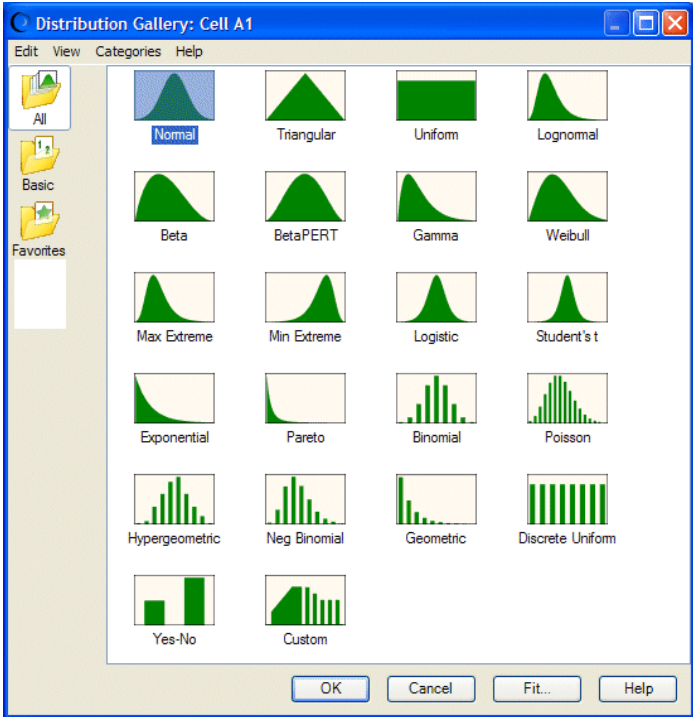 Distribution Gallery: Cell A1
Edit View Categories Help
All
Basic
Favorites
Normal Triangular Uniform Lognormal
Beta BetaPERT Gamma Weibull
Max Extreme Min Extreme Logistic Student's t
Exponential Pareto Binomial Poisson
Hypergeometric Neg Binomial Geometric Discrete Uniform
Yes-No Custom
OK Cancel Fit... Help